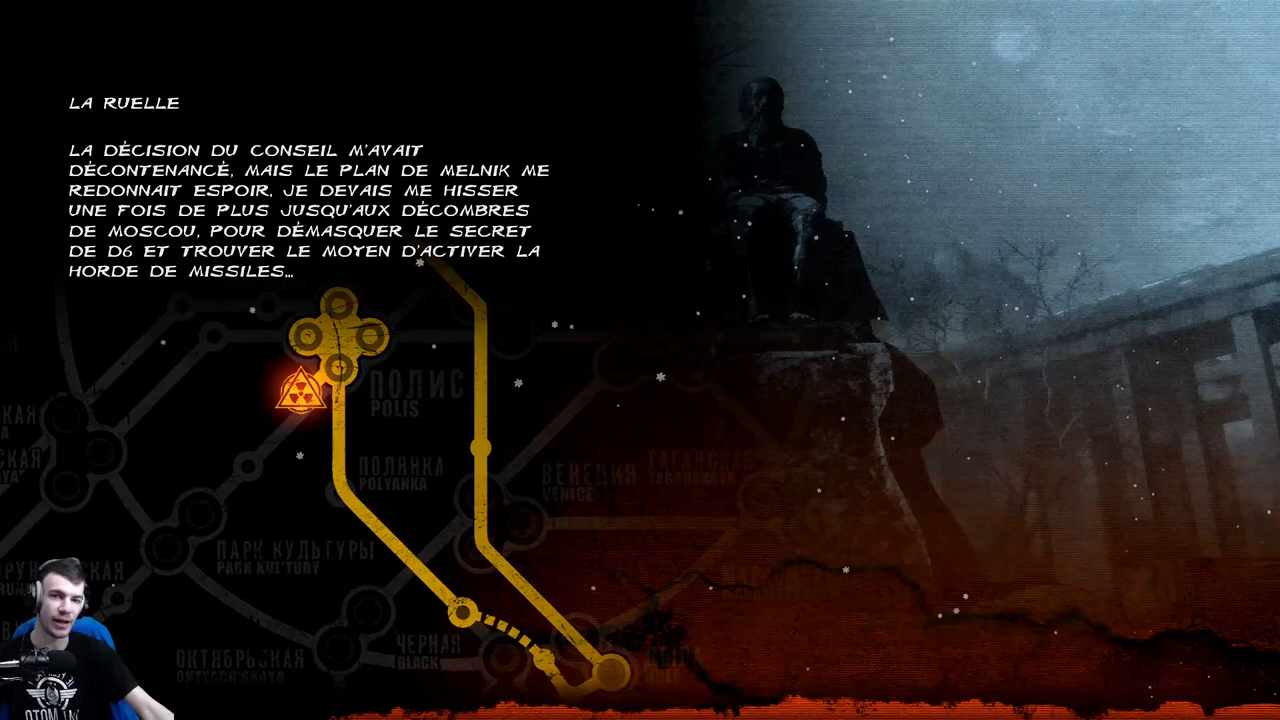 LA RUELLE
LA DÉCISION DU CONSEIL M'AVAIT
DÉCONTENANCÉ, MAIS LE PLAN DE MELNIK ME
REDONNAIT ESPOIR. JE DEVAIS ME HISSER
UNE FOIS DE PLUS JUSQU'AUX DÉCOMBRES
DE MOSCOU, POUR DÉMASQUER LE SECRET
DE D6 ET TROUVER LE MOYEN D'ACTIVER LA
HORDE DE MISSILES...
ПОЛИС
POLIS
ПОЛЯНКА
POLYANKA
ВЕНЕЦИЯ
VENICE
ТАГАНСКАЯ
TAGANSKAYA
ПАРК КУЛЬТУРЫ
PARK KUL'TURY
ЧЕРНАЯ
BLACK
ОКТЯБРЬСКАЯ
OKTYABR'SKAYA